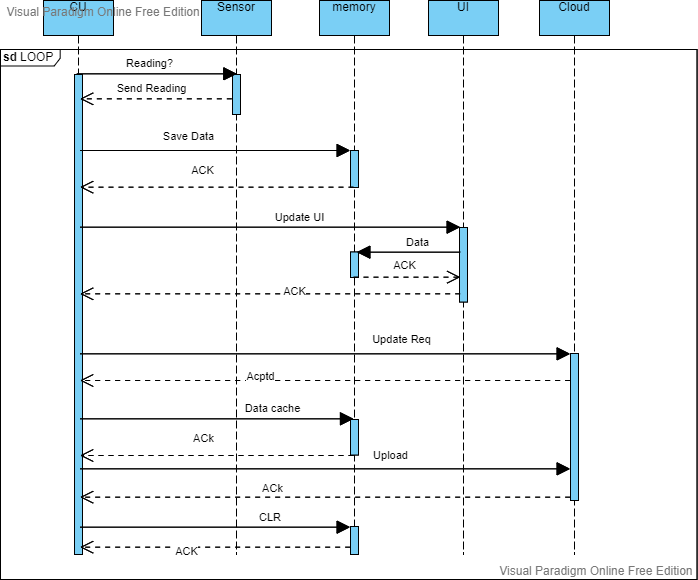 Visual Paradigm Online Free Edition
CU
Sensor
memory
UI
Cloud
sd LOOP
Reading?
Send Reading
Save Data
ACK
Update UI
Data
ACK
ACK
Update Req
Acptd
Data cache
ACk
Upload
ACk
CLR
ACK
Visual Paradigm Online Free Edition